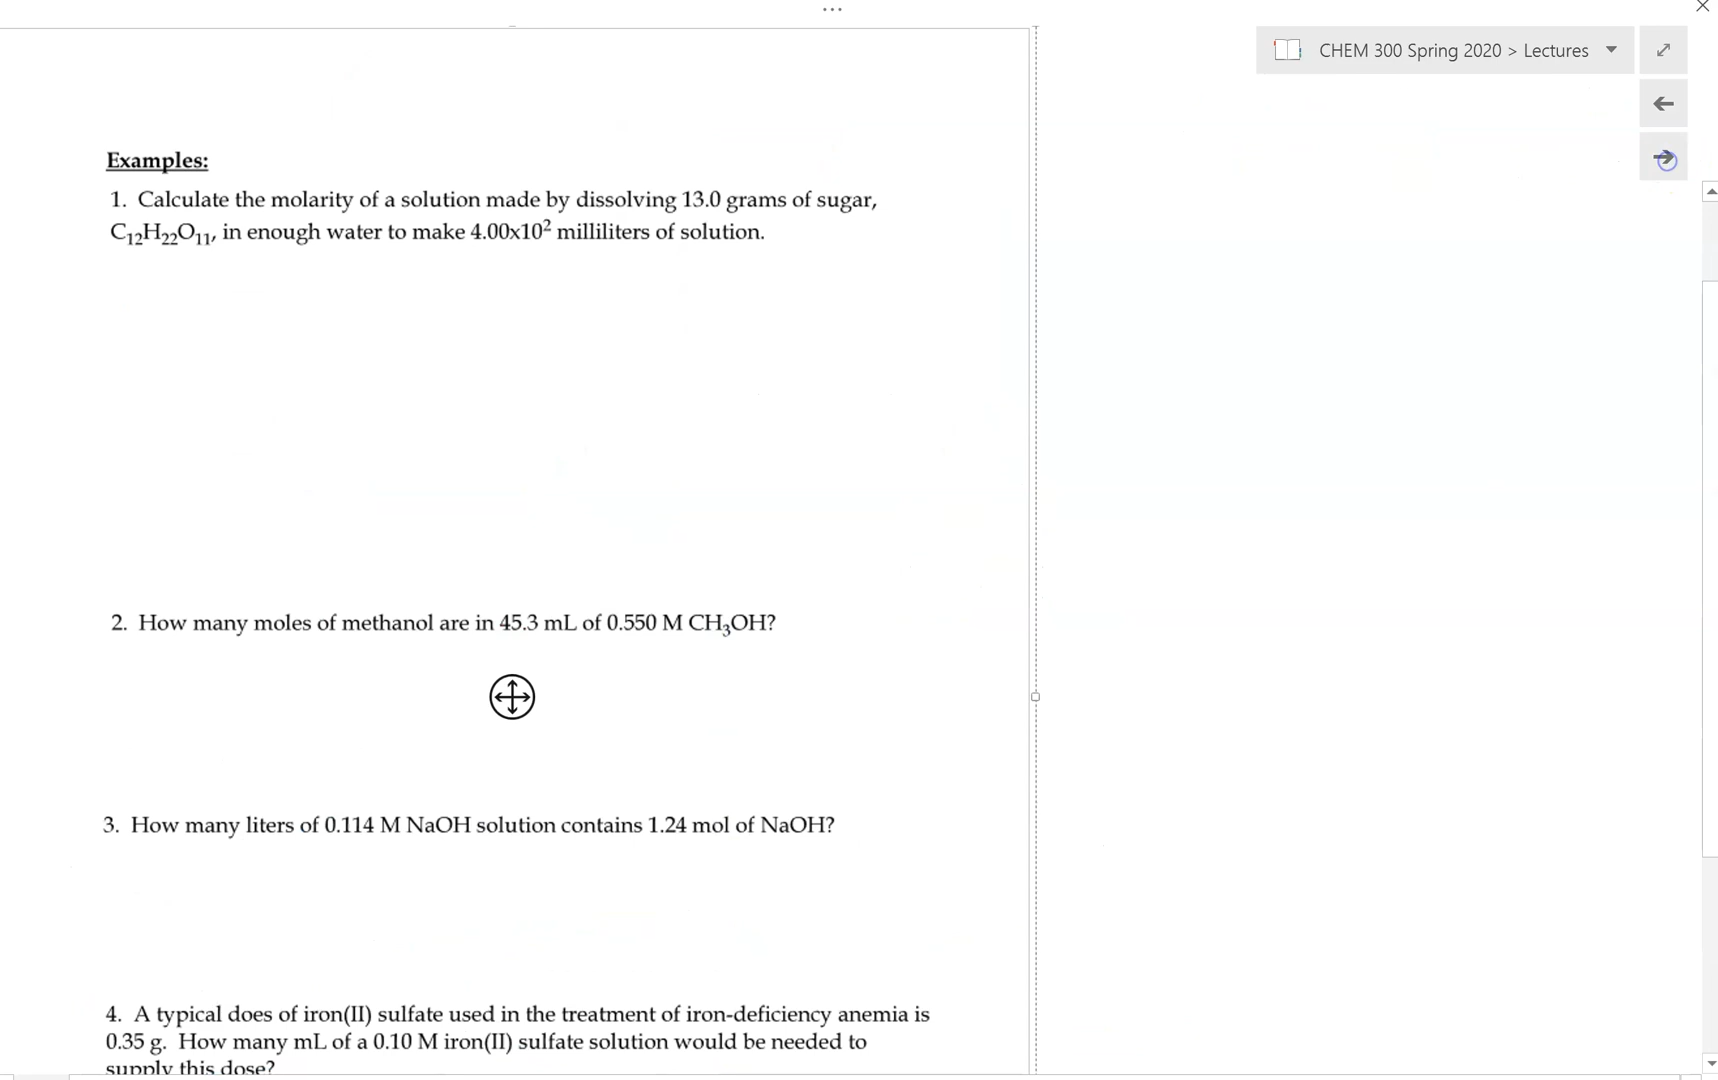 ...
CHEM 300 Spring 2020 > Lectures
Examples:
1. Calculate the molarity of a solution made by dissolving 13.0 grams of sugar,
C₁₂H₂₂O₁₁, in enough water to make 4.00x10² milliliters of solution.
2. How many moles of methanol are in 45.3 mL of 0.550 M CH₃OH?
3. How many liters of 0.114 M NaOH solution contains 1.24 mol of NaOH?
4. A typical does of iron(II) sulfate used in the treatment of iron-deficiency anemia is
0.35 g. How many mL of a 0.10 M iron(II) sulfate solution would be needed to
supply this dose?